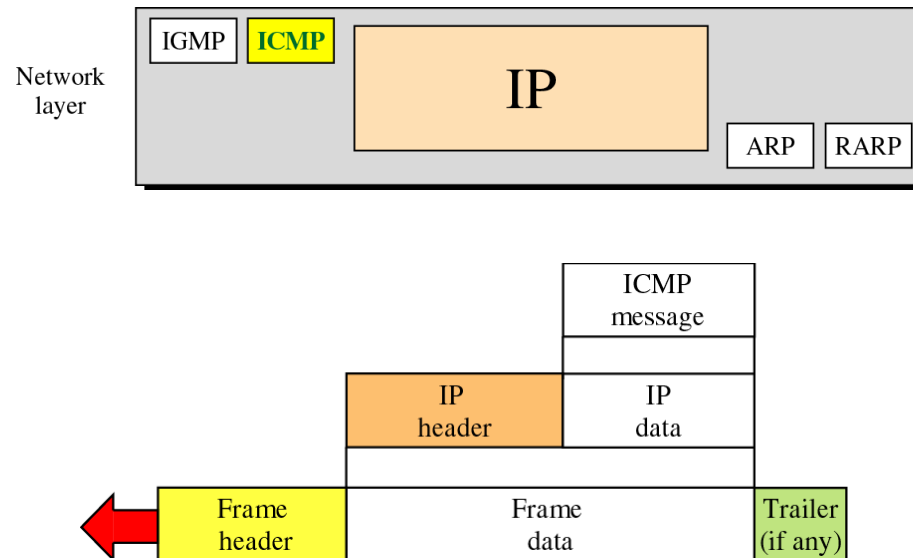 IGMP ICMP
Network
layer
IP
ARP RARP
ICMP
message
IP
header
IP
data
Frame
header
Frame
data
Trailer
(if any)